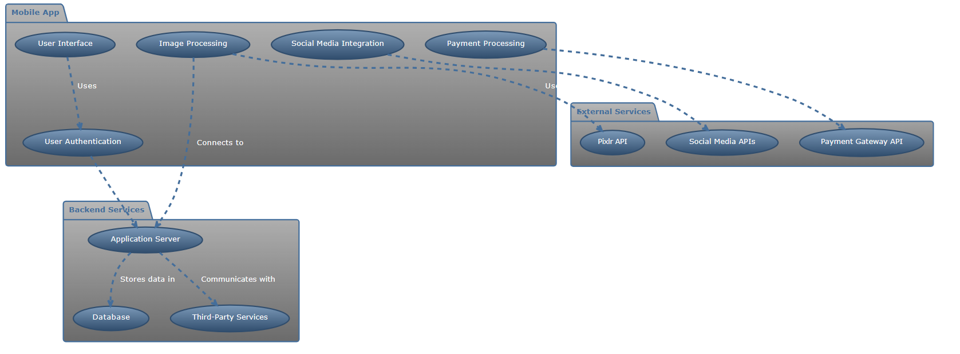 Mobile App
User Interface
Image Processing
Social Media Integration
Payment Processing
Uses
External Services
User Authentication
Connects to
Pixlr API
Social Media APIs
Payment Gateway API
Backend Services
Application Server
Stores data in
Communicates with
Database
Third-Party Services